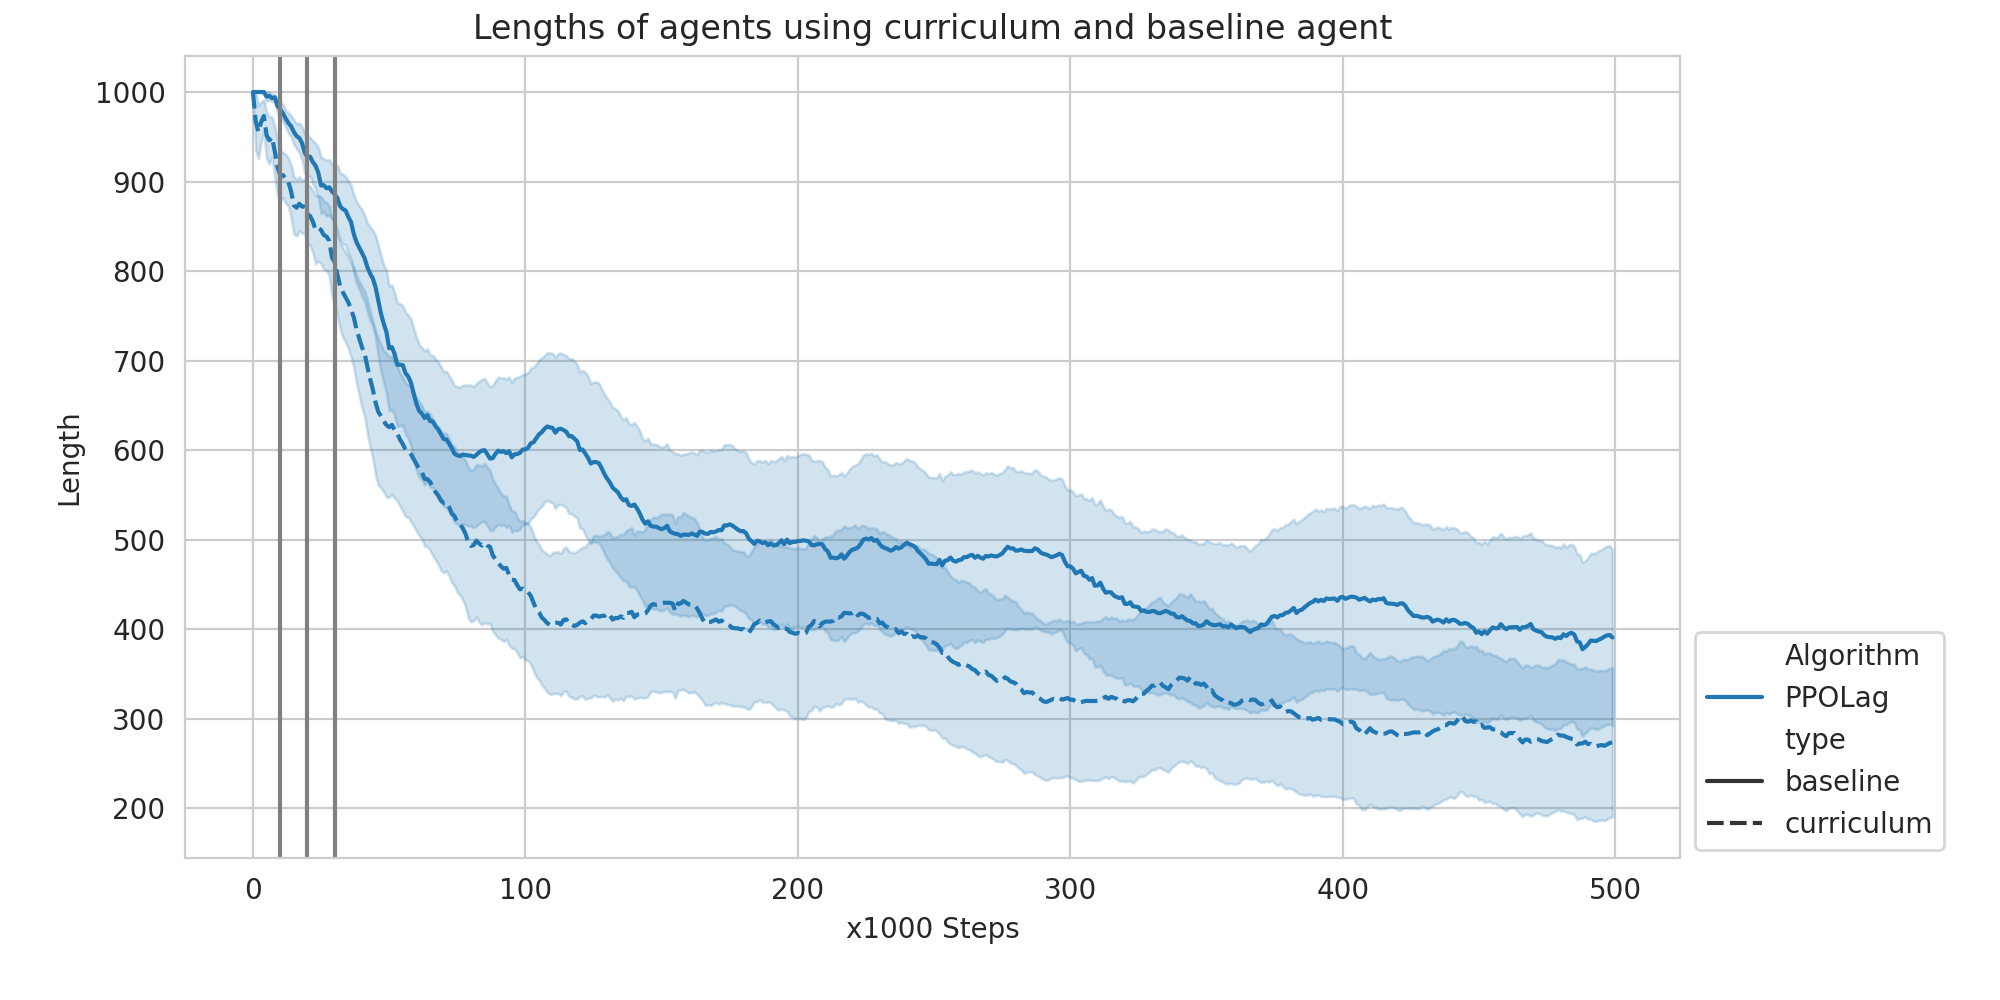 Lengths of agents using curriculum and baseline agent
1000
900
800
700
600
500
400
300
200
Length
0 100 200 300 400 500
x1000 Steps
Algorithm
PPOLag
type
baseline
curriculum